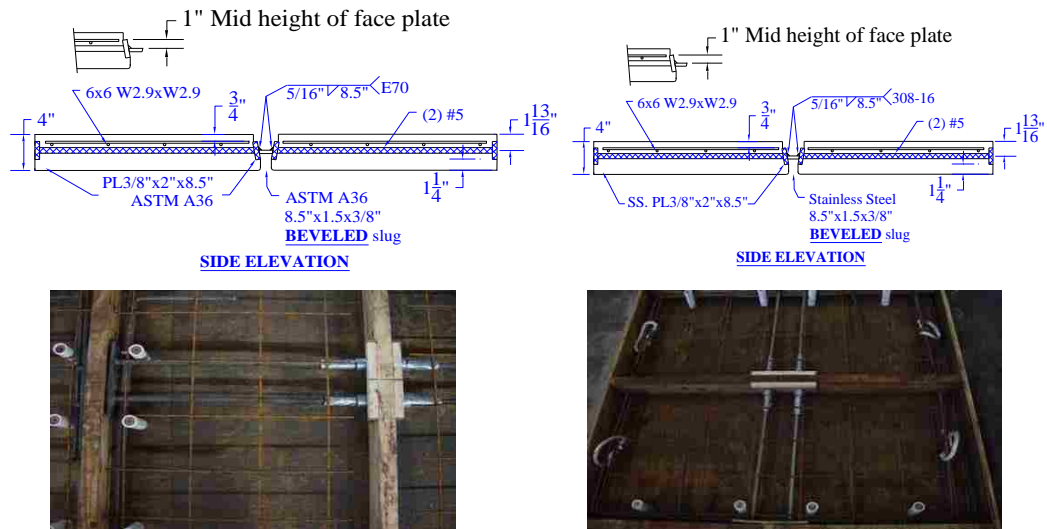 1" Mid height of face plate
6x6 W2.9xW2.9
3/4"
5/16" 8.5" E70
(2) #5
4"
1 13/16"
PL3/8"x2"x8.5"
ASTM A36
1 1/4"
ASTM A36
8.5"x1.5x3/8"
BEVELED slug
SIDE ELEVATION
1" Mid height of face plate
6x6 W2.9xW2.9
3/4"
5/16" 8.5" 308-16
(2) #5
4"
1 13/16"
SS. PL3/8"x2"x8.5"
1 1/4"
Stainless Steel
8.5"x1.5x3/8"
BEVELED slug
SIDE ELEVATION